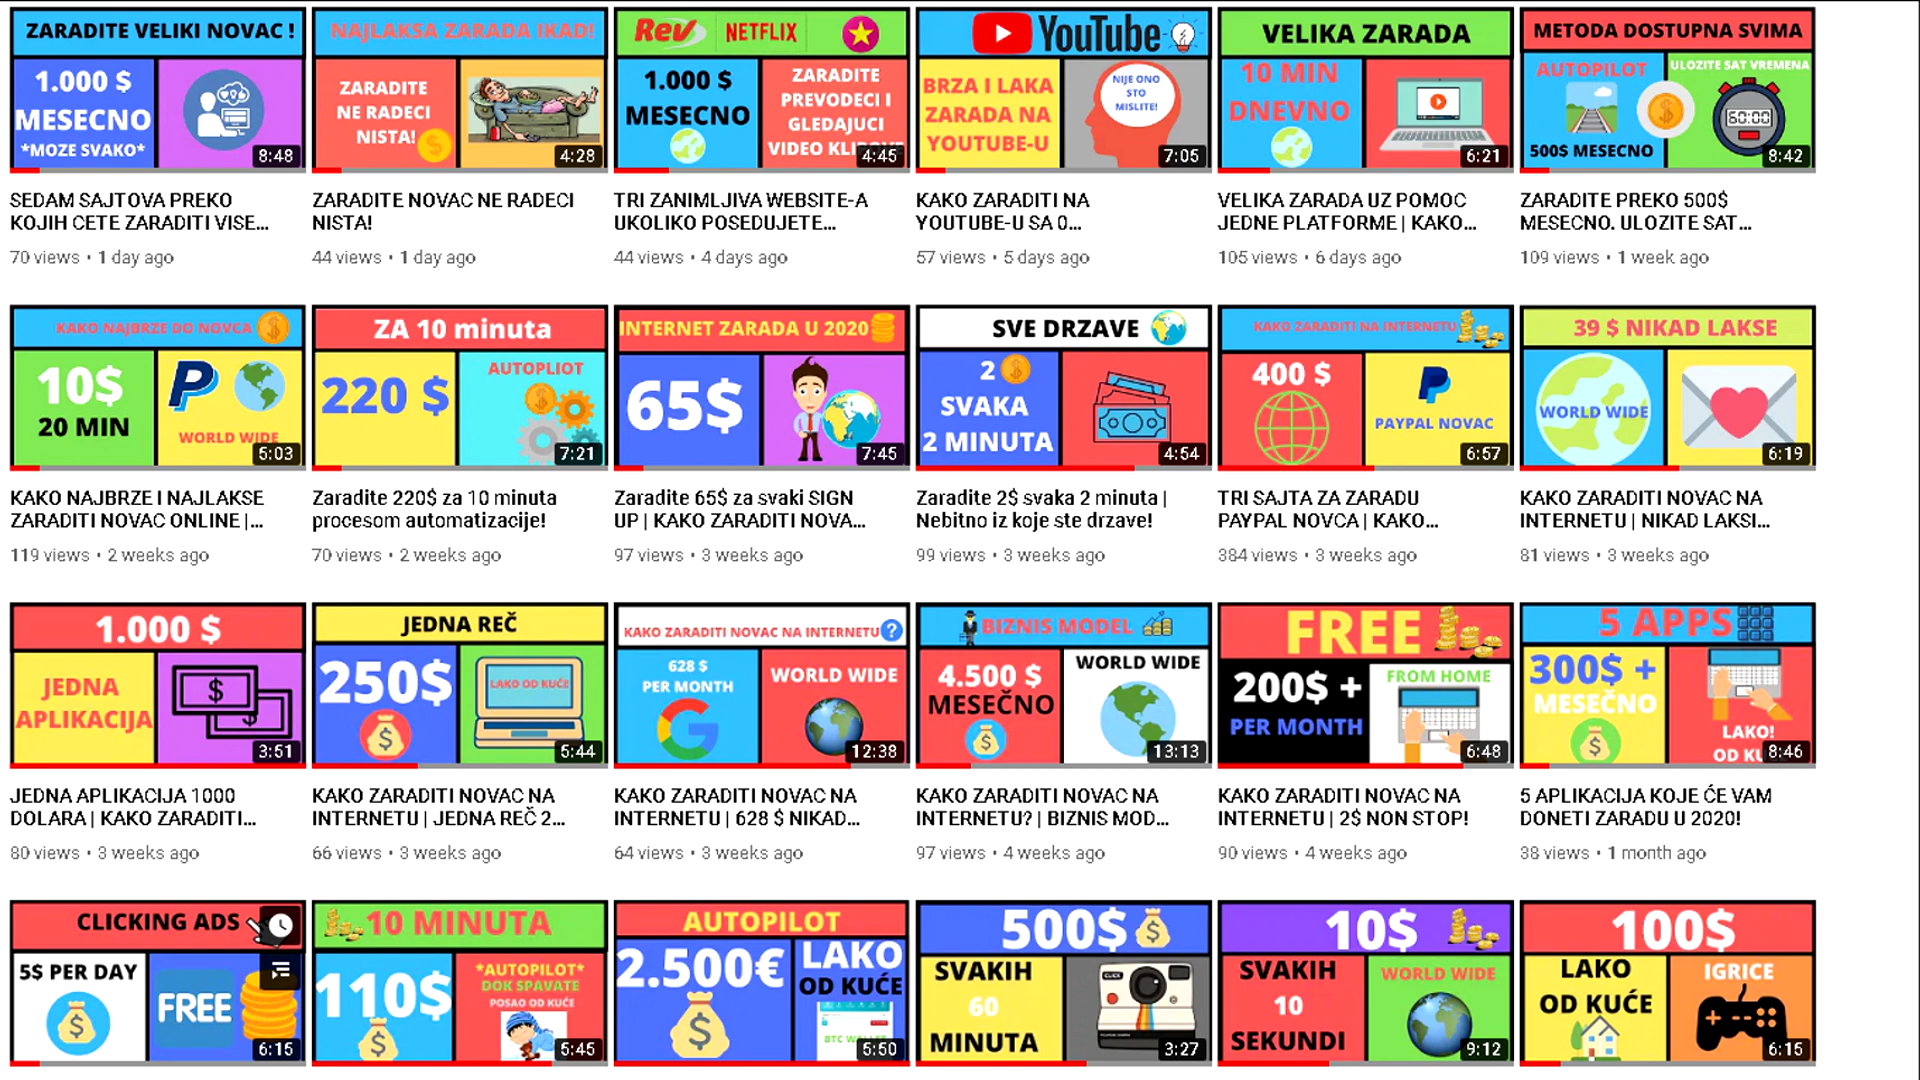 ZARADITE VELIKI NOVAC !
1.000 $
MESECNO
*MOZE SVAKO*
8:48
SEDAM SAJTOVA PREKO
KOJIH CETE ZARADITI VISE...
70 views • 1 day ago
NAJLAKSA ZARADA IKAD!
ZARADITE
NE RADECI
NISTA!
4:28
ZARADITE NOVAC NE RADECI
NISTA!
44 views • 1 day ago
Rev
NETFLIX
1.000 $
MESECNO
ZARADITE
PREVODECI I
GLEDAJUCI
VIDEO
4:45
TRI ZANIMLJIVA WEBSITE-A
UKOLIKO POSEDUJETE...
44 views • 4 days ago
YouTube
BRZA I LAKA
ZARADA NA
YOUTUBE-U
NIJE ONO
STO
MISLITE!
7:05
KAKO ZARADITI NA
YOUTUBE-U SA 0...
57 views • 5 days ago
VELIKA ZARADA
10 MIN
DNEVNO
6:21
VELIKA ZARADA UZ POMOC
JEDNE PLATFORME | KAKO...
105 views • 6 days ago
METODA DOSTUPNA SVIMA
AUTOPILOT
500$ MESECNO
ULOZITE SAT VREMENA
60:00
8:42
ZARADITE PREKO 500$
MESECNO. ULOZITE SAT...
109 views • 1 week ago
KAKO NAJBRZE DO NOVCA
10$
20 MIN
WORLD WIDE
5:03
KAKO NAJBRZE I NAJLAKSE
ZARADITI NOVAC ONLINE |...
119 views • 2 weeks ago
ZA 10 minuta
220 $
AUTOPILOT
7:21
Zaradite 220$ za 10 minuta
procesom automatizacije!
70 views • 2 weeks ago
INTERNET ZARADA U 2020
65$
7:45
Zaradite 65$ za svaki SIGN
UP | KAKO ZARADITI NOVA...
97 views • 3 weeks ago
SVE DRZAVE
2
SVAKA
2 MINUTA
4:54
Zaradite 2$ svaka 2 minuta |
Nebitno iz koje ste drzave!
99 views • 3 weeks ago
KAKO ZARADITI NA INTERNETU
400 $
PAYPAL NOVAC
6:57
TRI SAJTA ZA ZARADU
PAYPAL NOVCA | KAKO...
384 views • 3 weeks ago
39 $ NIKAD LAKSE
WORLD WIDE
6:19
KAKO ZARADITI NOVAC NA
INTERNETU | NIKAD LAKSI...
81 views • 3 weeks ago
1.000 $
JEDNA
APLIKACIJA
3:51
JEDNA APLIKACIJA 1000
DOLARA | KAKO ZARADITI...
80 views • 3 weeks ago
JEDNA REČ
250$
LAKO OD KUĆE
5:44
KAKO ZARADITI NOVAC NA
INTERNETU | JEDNA REČ 2...
66 views • 3 weeks ago
KAKO ZARADITI NOVAC NA INTERNETU?
628 $
PER MONTH
WORLD WIDE
12:38
KAKO ZARADITI NOVAC NA
INTERNETU | 628 $ NIKAD...
64 views • 3 weeks ago
BIZNIS MODEL
4.500 $
MESEČNO
WORLD WIDE
13:13
KAKO ZARADITI NOVAC NA
INTERNETU? | BIZNIS MOD...
97 views • 4 weeks ago
FREE
200$ +
PER MONTH
FROM HOME
6:48
KAKO ZARADITI NOVAC NA
INTERNETU | 2$ NON STOP!
90 views • 4 weeks ago
5 APPS
300$ +
MESEČNO
LAKO!
OD
8:46
5 APLIKACIJA KOJE ĆE VAM
DONETI ZARADU U 2020!
38 views • 1 month ago
CLICKING ADS
5$ PER DAY
FREE
6:15
10 MINUTA
110$
*AUTOPILOT*
DOK SPAVATE
POSAO OD KUĆE
5:45
AUTOPILOT
2.500€
LAKO
OD KUĆE
5:50
500$
SVAKIH
60
MINUTA
CLICK
3:27
10$
SVAKIH
10
SEKUNDI
WORLD WIDE
9:12
100$
LAKO
OD KUĆE
IGRICE
6:15